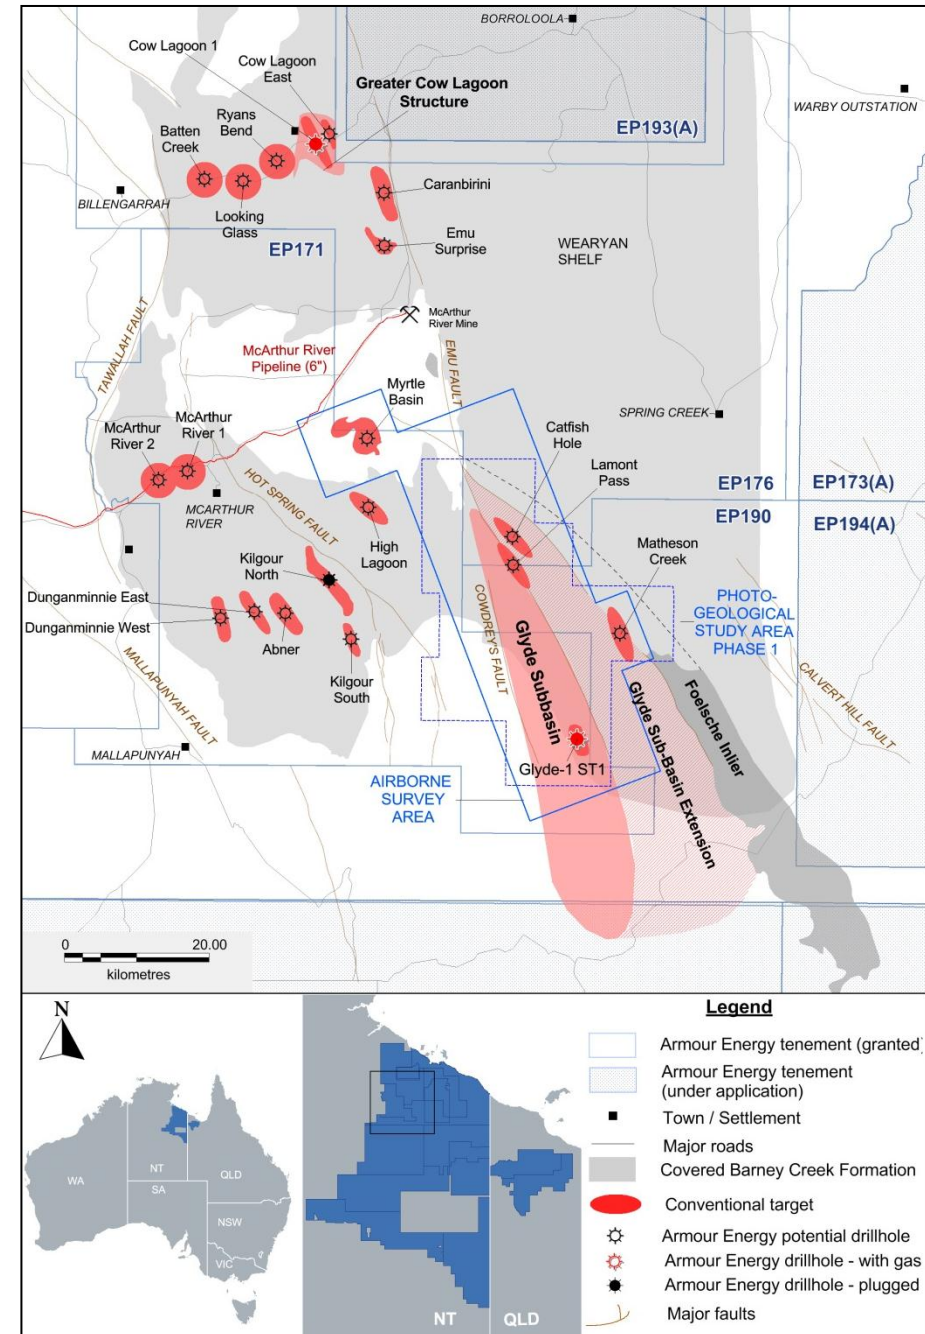 BORROLOOLA
Cow Lagoon 1
Cow Lagoon
East
Greater Cow Lagoon
Structure
WARBY OUTSTATION
Ryans
Bend
EP193(A)
Batten
Creek
Caranbirini
BILLENGARRAH
Looking
Glass
Emu
Surprise
EP171
WEARYAN
SHELF
McArthur
River Mine
TAWALLAH FAULT
McArthur River
Pipeline (6")
EMU FAULT
Myrtle
Basin
SPRING CREEK
McArthur
River 2
McArthur
River 1
Catfish
Hole
Lamont
Pass
HOT SPRING FAULT
EP176
EP173(A)
MCARTHUR
RIVER
EP190
EP194(A)
High
Lagoon
Matheson
Creek
Kilgour
North
Dunganminnie East
Dunganminnie West
Abner
COWDREY'S FAULT
PHOTO-
GEOLOGICAL
STUDY AREA
PHASE 1
Glyde Subbasin
Kilgour
South
MALLAPUNYAH FAULT
CALVERT HILL FAULT
Foelsche Inlier
Glyde Sub-Basin Extension
MALLAPUNYAH
Glyde-1 ST1
AIRBORNE
SURVEY
AREA
0 20.00
kilometres
N
WA
NT
SA
QLD
NSW
VIC
NT QLD
Legend
Armour Energy tenement (granted)
Armour Energy tenement
(under application)
Town / Settlement
Major roads
Covered Barney Creek Formation
Conventional target
Armour Energy potential drillhole
Armour Energy drillhole - with gas
Armour Energy drillhole - plugged
Major faults